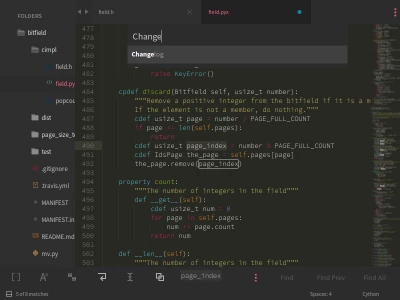 FOLDERS
bitfield
cimpl
field.h
field.py
popcou
dist
page_size_t
test
.gitignore
.travis.yml
MANIFEST
MANIFEST.in
README.md
mv.py
field.h
field.pyx
Change
Changelog
477
478
481
482 raise KeyError()
483
484 cpdef discard(Bitfield self, usize_t number):
485 """Remove a positive integer from the bitfield if it is a m
486 If the element is not a member, do nothing."""
487 cdef usize_t page = number / PAGE_FULL_COUNT
488 if page >= len(self.pages):
489 return
490 cdef usize_t page_index = number % PAGE_FULL_COUNT
491 cdef IdsPage the_page = self.pages[page]
492 the_page.remove(page_index)
493
494 property count:
495 """The number of integers in the field"""
496 def __get__(self):
497 cdef usize_t num = 0
498 for page in self.pages:
499 num += page.count
500 return num
501
502 def __len__(self):
503 """The number of integers in the field"""
page_index
Find
Find Prev
Find All
5 of 8 matches
Spaces: 4
Cython